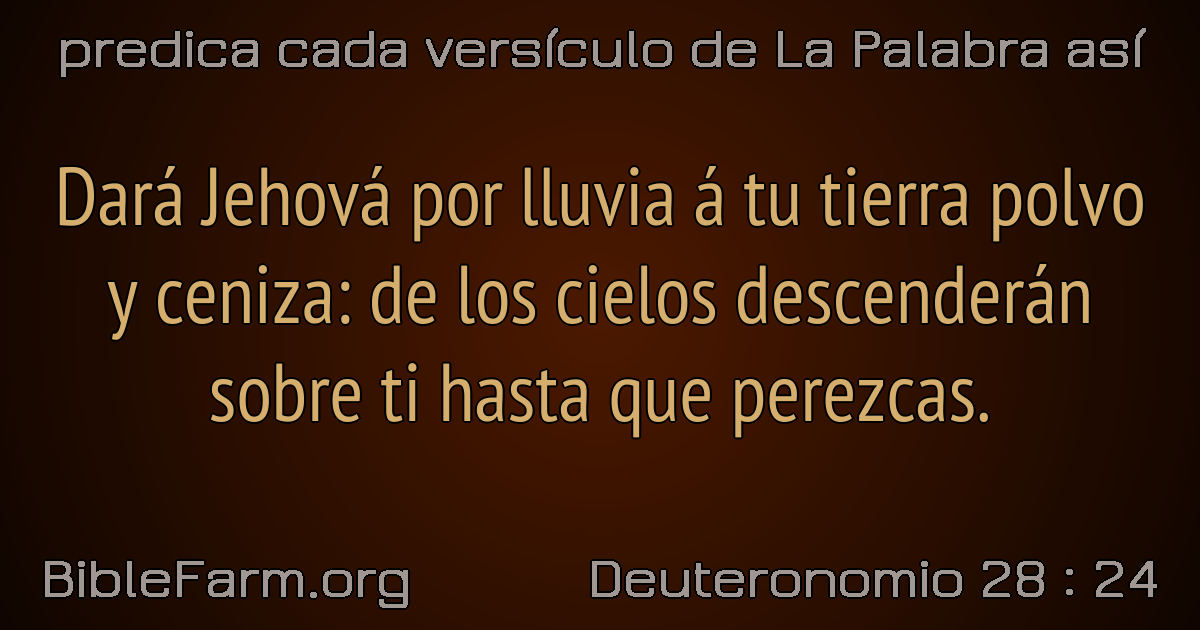 predica cada versículo de La Palabra así
Dará Jehová por lluvia á tu tierra polvo
y ceniza: de los cielos descenderán
sobre ti hasta que perezcas.
BibleFarm.org
Deuteronomio 28 : 24